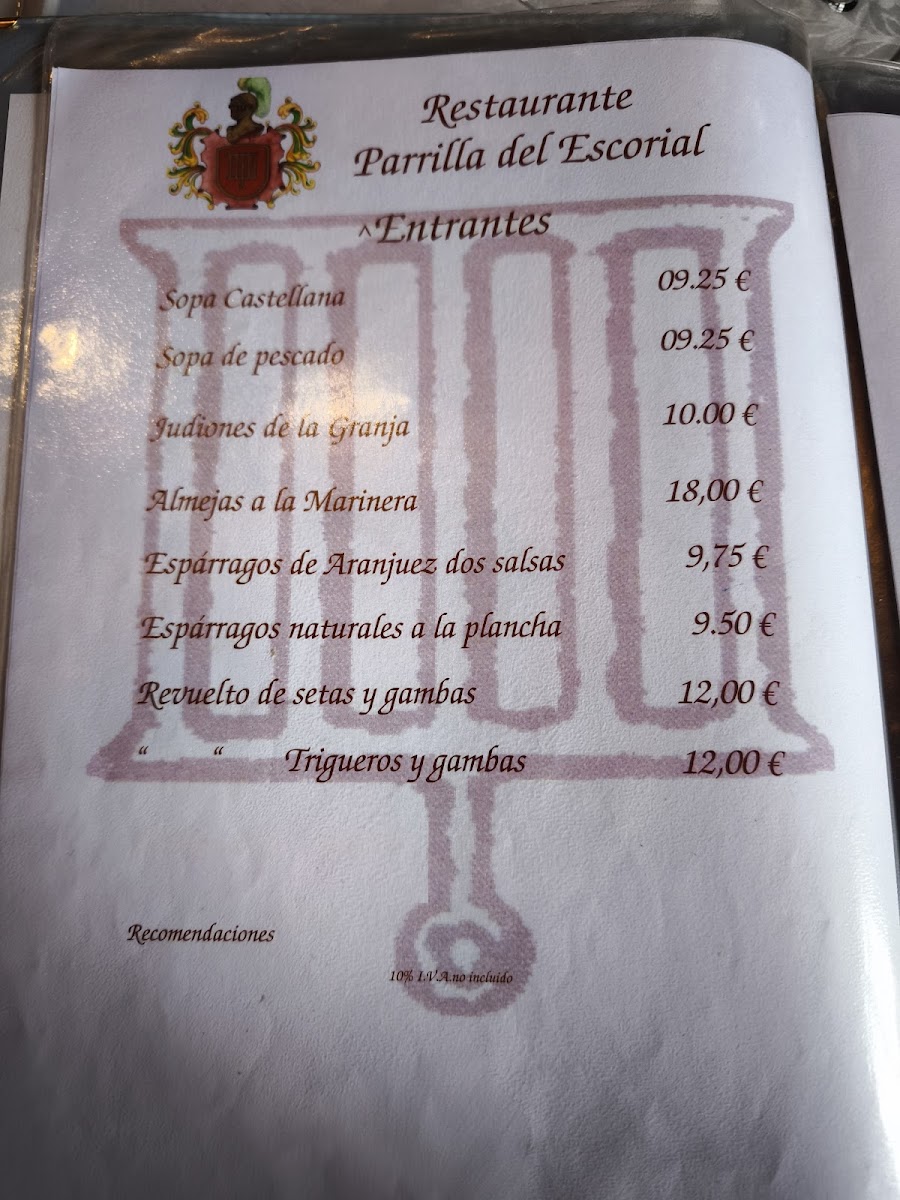 Restaurante
Parrilla del Escorial
^Entrantes
Sopa Castellana 09.25 €
Sopa de pescado 09.25 €
Judiones de la Granja 10.00 €
Almejas a la Marinera 18,00 €
Espárragos de Aranjuez dos salsas 9,75 €
Espárragos naturales a la plancha 9.50 €
Revuelto de setas y gambas 12,00 €
“ “ Trigueros y gambas 12,00 €
Recomendaciones
10% I.V.A.no incluido